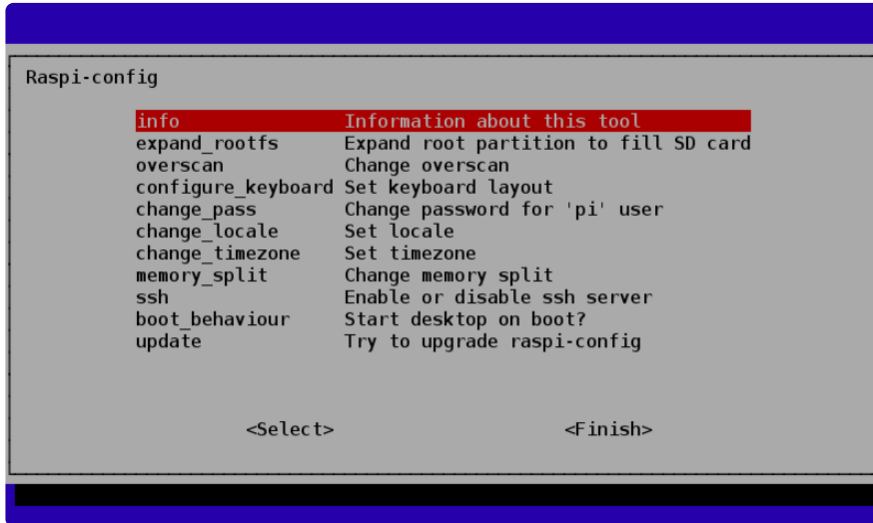 Raspi-config
info Information about this tool
expand_rootfs Expand root partition to fill SD card
overscan Change overscan
configure_keyboard Set keyboard layout
change_pass Change password for 'pi' user
change_locale Set locale
change_timezone Set timezone
memory_split Change memory split
ssh Enable or disable ssh server
boot_behaviour Start desktop on boot?
update Try to upgrade raspi-config
<Select> <Finish>